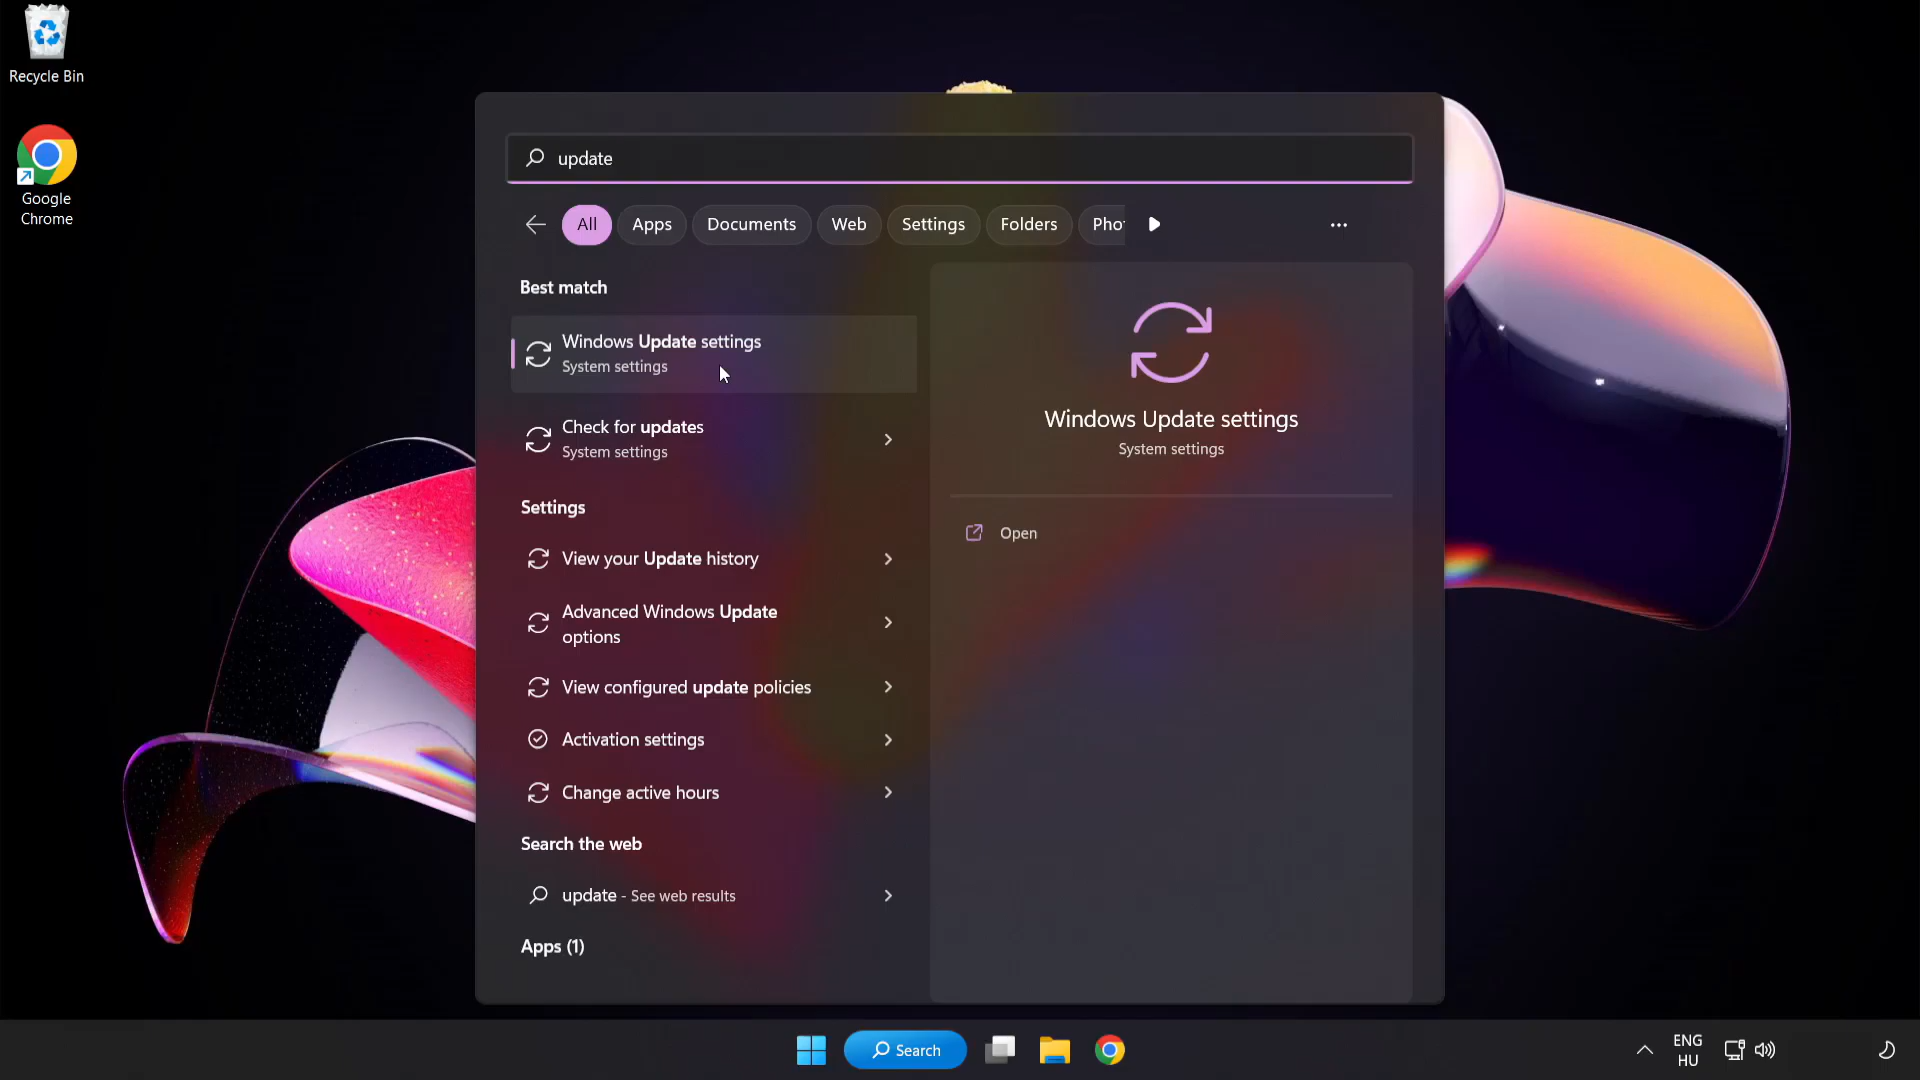 Recycle Bin
Google
Chrome
update
All
Apps
Documents
Web
Settings
Folders
Pho
Best match
Windows Update settings
System settings
Check for updates
System settings
Settings
View your Update history
Advanced Windows Update
options
View configured update policies
Activation settings
Change active hours
Search the web
update - See web results
Apps (1)
Windows Update settings
System settings
Open
Search
ENG
HU